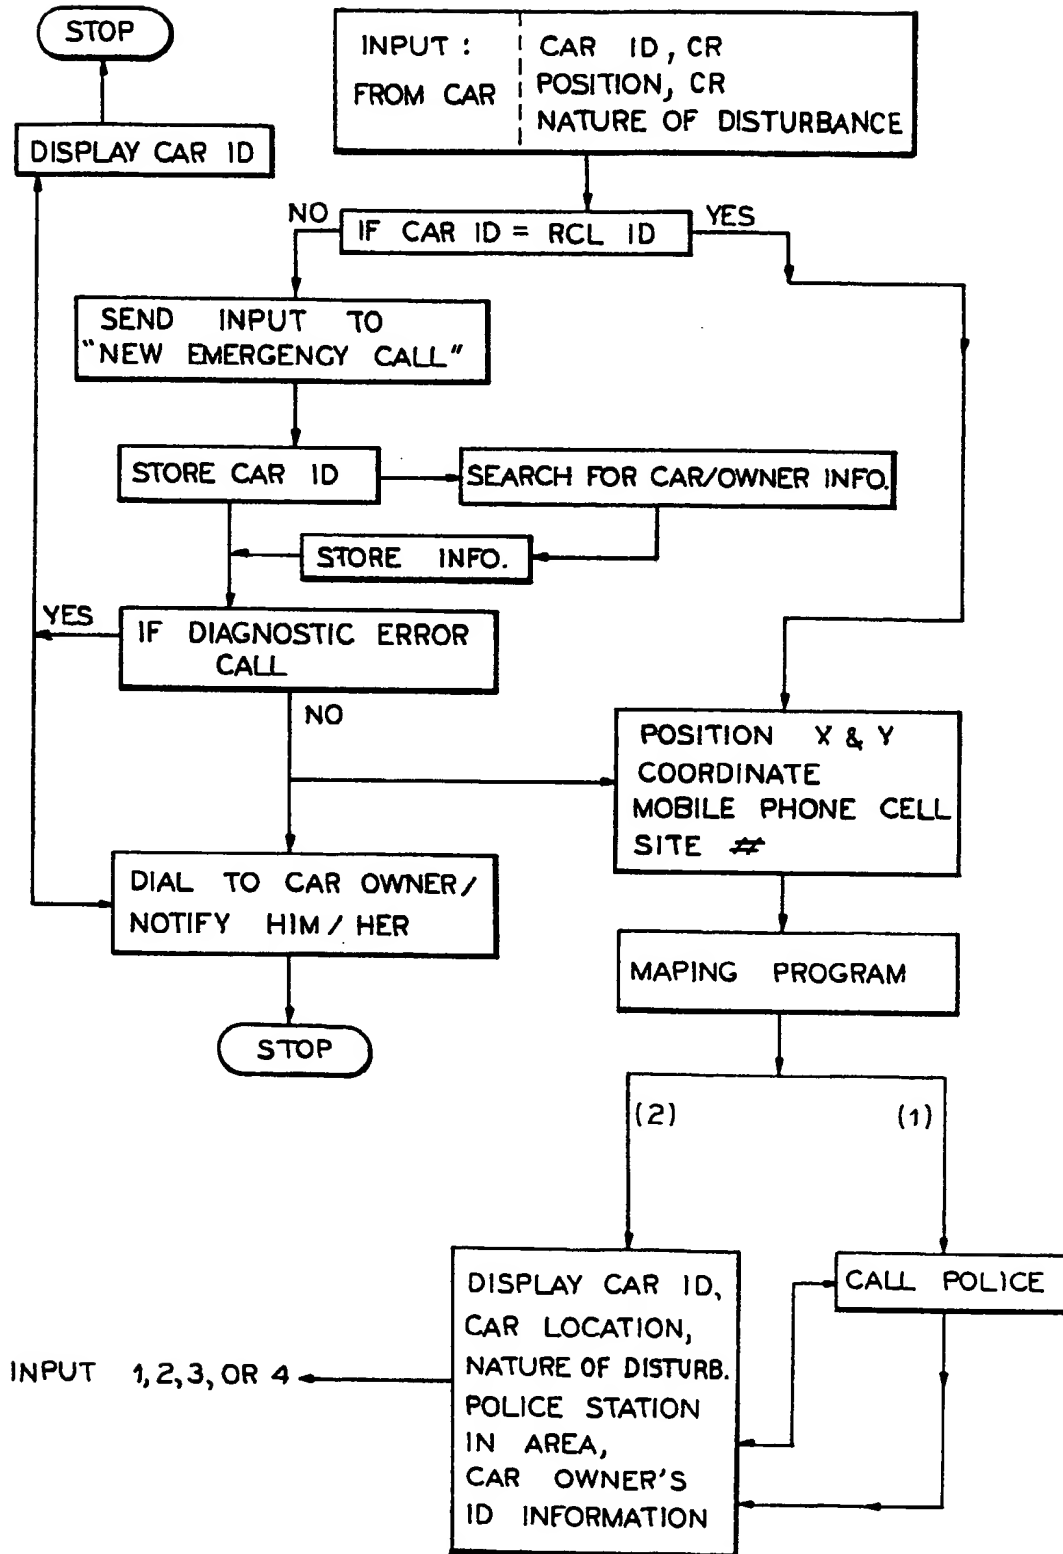 STOP
INPUT :
FROM CAR
CAR ID, CR
POSITION, CR
NATURE OF DISTURBANCE
DISPLAY CAR ID
NO
IF CAR ID = RCL ID
YES
SEND INPUT TO
"NEW EMERGENCY CALL"
STORE CAR ID
SEARCH FOR CAR/OWNER INFO.
STORE INFO.
YES
IF DIAGNOSTIC ERROR
CALL
NO
POSITION X & Y
COORDINATE
MOBILE PHONE CELL
SITE #
DIAL TO CAR OWNER/
NOTIFY HIM / HER
MAPING PROGRAM
STOP
(2)
(1)
DISPLAY CAR ID,
CAR LOCATION,
NATURE OF DISTURB.
POLICE STATION
IN AREA,
CAR OWNER'S
ID INFORMATION
CALL POLICE
INPUT 1,2,3, OR 4